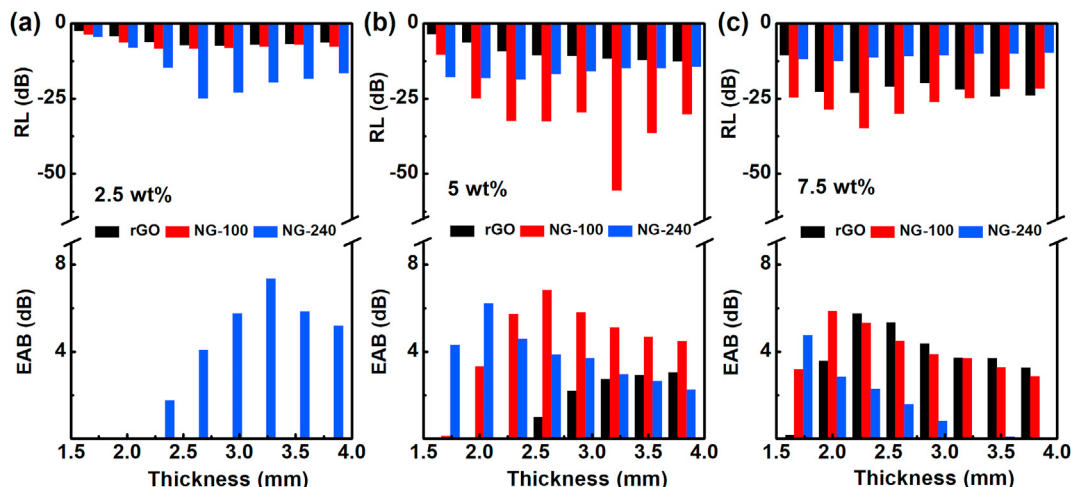 (a)
0
-25
-50
RL (dB)
2.5 wt%
rGO NG-100 NG-240
8
4
EAB (dB)
1.5 2.0 2.5 3.0 3.5 4.0
Thickness (mm)
(b)
0
-25
-50
RL (dB)
5 wt%
rGO NG-100 NG-240
8
4
EAB (dB)
1.5 2.0 2.5 3.0 3.5 4.0
Thickness (mm)
(c)
0
-25
-50
RL (dB)
7.5 wt%
rGO NG-100 NG-240
8
4
EAB (dB)
1.5 2.0 2.5 3.0 3.5 4.0
Thickness (mm)